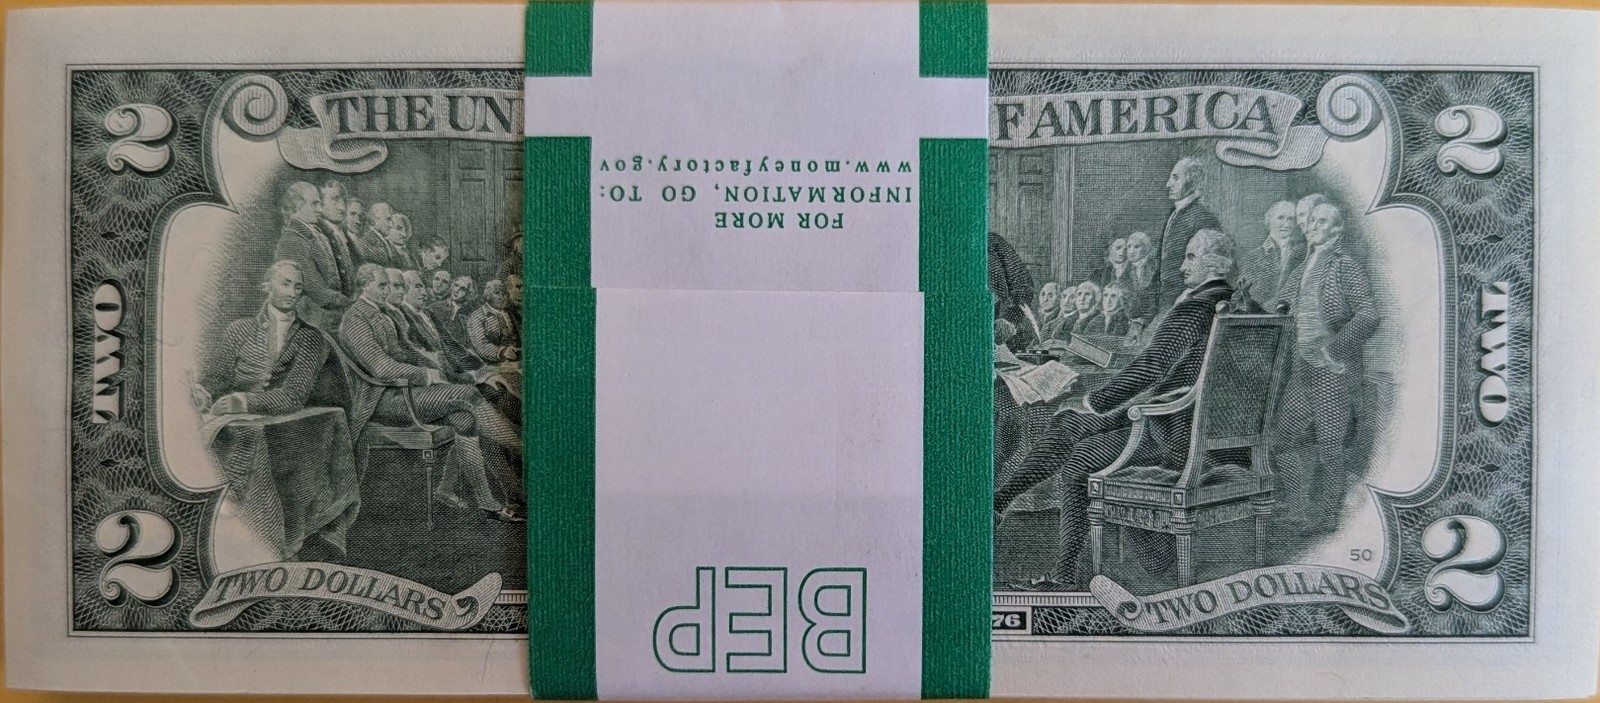 2 THE UN F AMERICA 2
FOR MORE
INFORMATION, GO TO:
www.moneyfactory.gov
TWO TWO
BEP
50
2 TWO DOLLARS TWO DOLLARS 2
76